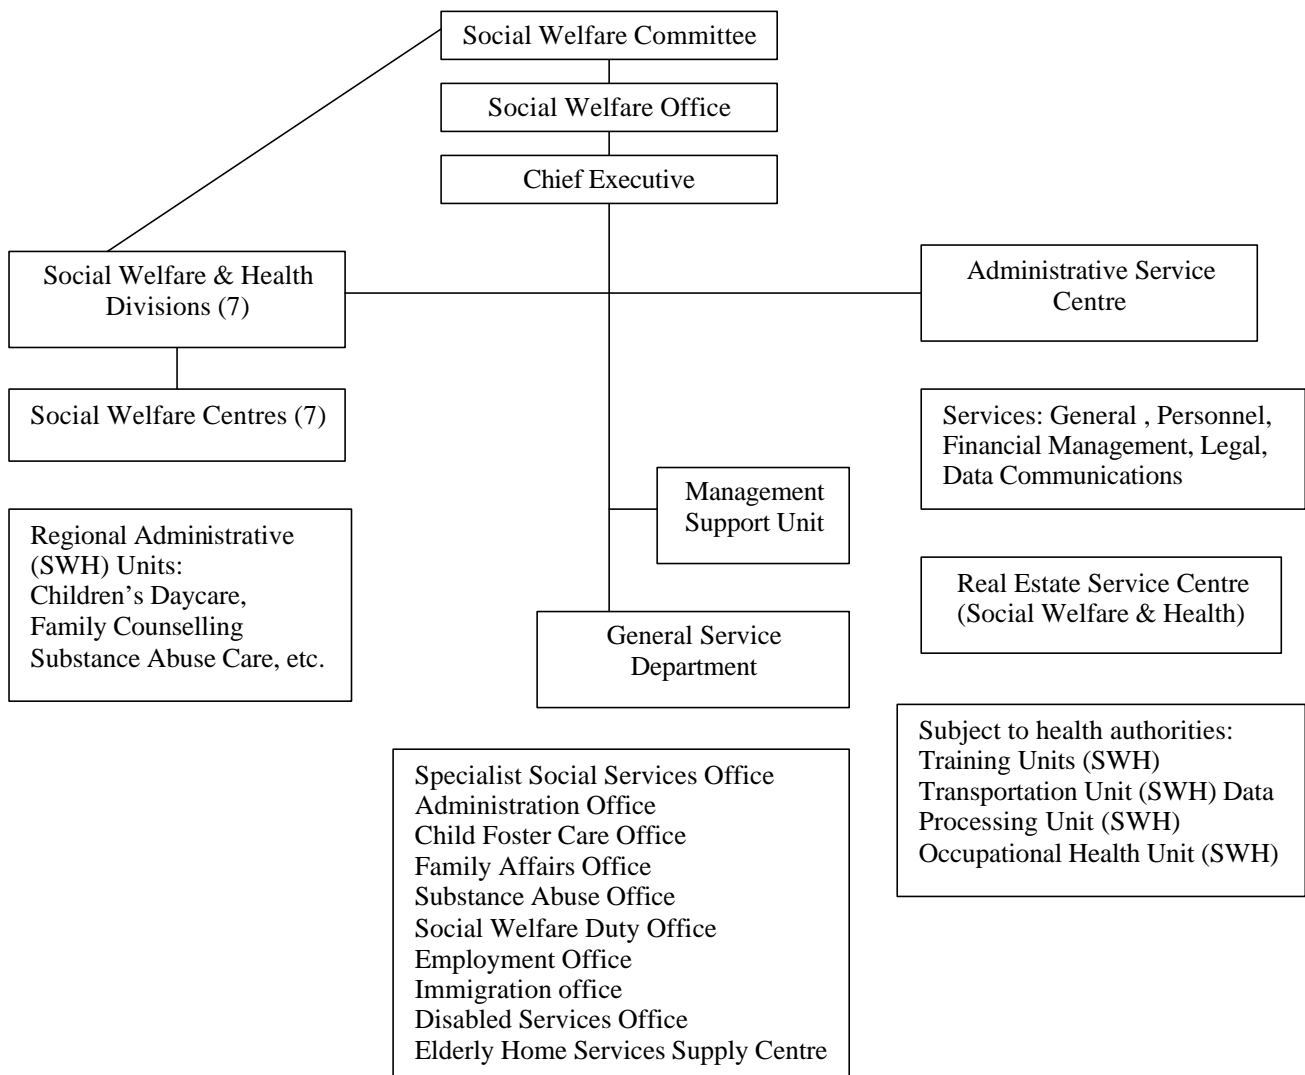 Social Welfare Committee
Social Welfare Office
Chief Executive
Social Welfare & Health
Divisions (7)
Administrative Service
Centre
Social Welfare Centres (7)
Services: General , Personnel,
Financial Management, Legal,
Data Communications
Management
Support Unit
Regional Administrative
(SWH) Units:
Children’s Daycare,
Family Counselling
Substance Abuse Care, etc.
Real Estate Service Centre
(Social Welfare & Health)
General Service
Department
Subject to health authorities:
Training Units (SWH)
Transportation Unit (SWH) Data
Processing Unit (SWH)
Occupational Health Unit (SWH)
Specialist Social Services Office
Administration Office
Child Foster Care Office
Family Affairs Office
Substance Abuse Office
Social Welfare Duty Office
Employment Office
Immigration office
Disabled Services Office
Elderly Home Services Supply Centre